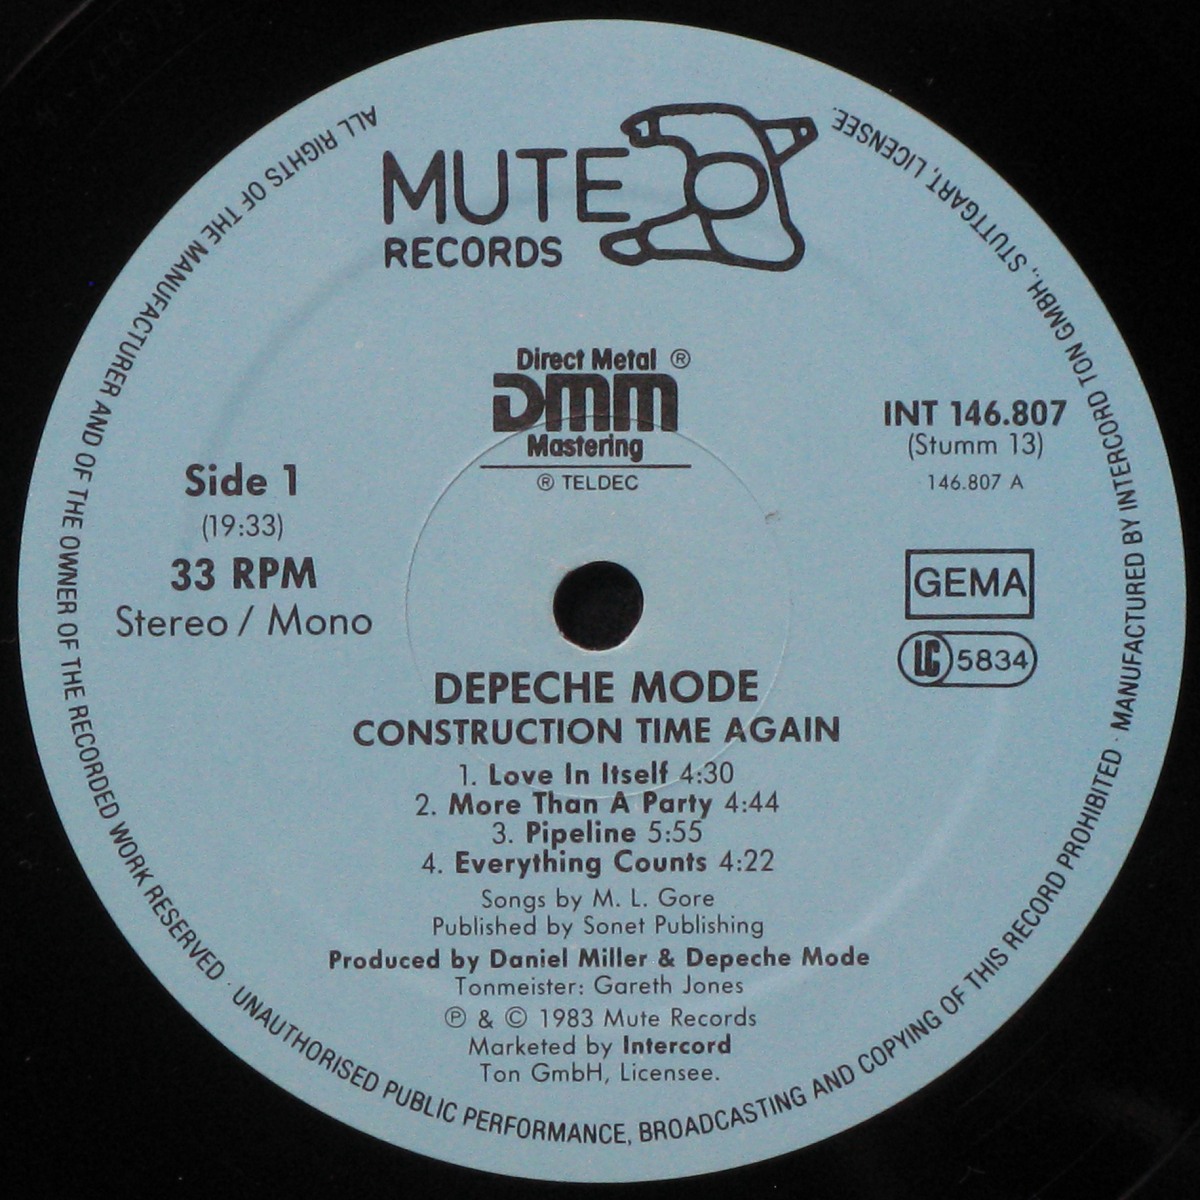 MUTE
RECORDS
Direct Metal ®
DMM
Mastering
® TELDEC
INT 146.807
(Stumm 13)
146.807 A
Side 1
(19:33)
33 RPM
Stereo / Mono
GEMA
LC 5834
DEPECHE MODE
CONSTRUCTION TIME AGAIN
1. Love In Itself 4:30
2. More Than A Party 4:44
3. Pipeline 5:55
4. Everything Counts 4:22
Songs by M. L. Gore
Published by Sonet Publishing
Produced by Daniel Miller & Depeche Mode
Tonmeister: Gareth Jones
℗ & © 1983 Mute Records
Marketed by Intercord
Ton GmbH, Licensee.
ALL RIGHTS OF THE MANUFACTURER AND OF THE OWNER OF THE RECORDED WORK RESERVED · UNAUTHORISED PUBLIC PERFORMANCE, BROADCASTING AND COPYING OF THIS RECORD PROHIBITED · MANUFACTURED BY INTERCORD TON GMBH., STUTTGART, LICENSEE.